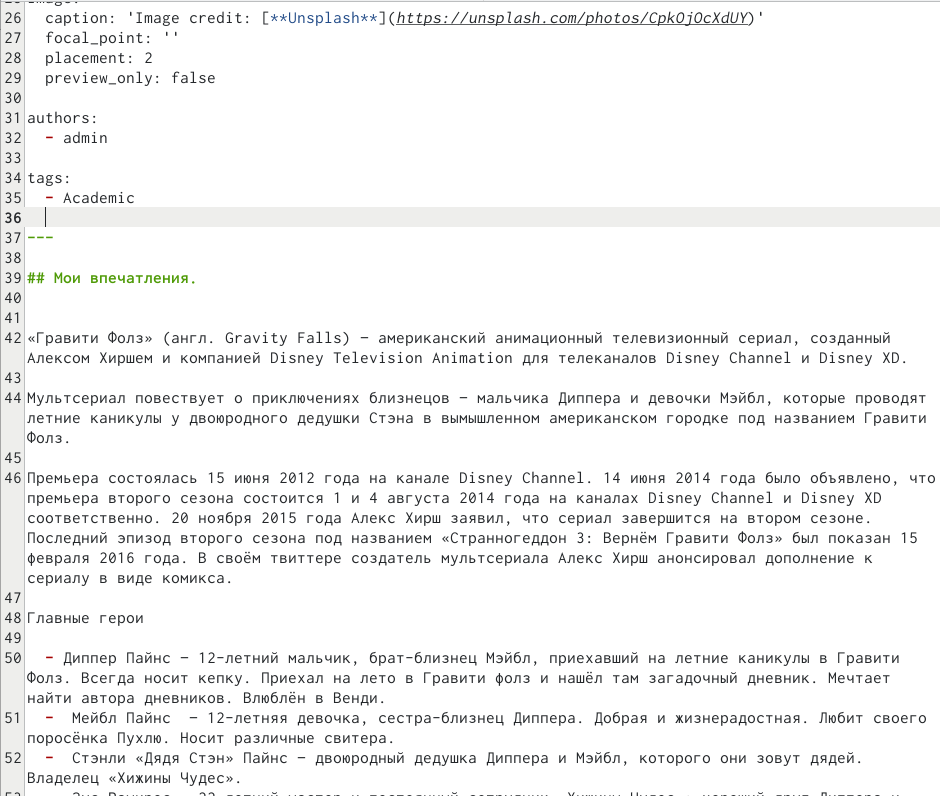 26 caption: 'Image credit: [**Unsplash**](https://unsplash.com/photos/CpkOjOcXdUY)'
27 focal_point: ''
28 placement: 2
29 preview_only: false
30
31 authors:
32 - admin
33
34 tags:
35 - Academic
36
37 ---
38
39 ## Мои впечатления.
40
41
42 «Гравити Фолз» (англ. Gravity Falls) — американский анимационный телевизионный сериал, созданный
Алексом Хиршем и компанией Disney Television Animation для телеканалов Disney Channel и Disney XD.
43
44 Мультсериал повествует о приключениях близнецов — мальчика Диппера и девочки Мэйбл, которые проводят
летние каникулы у двоюродного дедушки Стэна в вымышленном американском городке под названием Гравити
Фолз.
45
46 Премьера состоялась 15 июня 2012 года на канале Disney Channel. 14 июня 2014 года было объявлено, что
премьера второго сезона состоится 1 и 4 августа 2014 года на каналах Disney Channel и Disney XD
соответственно. 20 ноября 2015 года Алекс Хирш заявил, что сериал завершится на втором сезоне.
Последний эпизод второго сезона под названием «Странногеддон 3: Вернём Гравити Фолз» был показан 15
февраля 2016 года. В своём твиттере создатель мультсериала Алекс Хирш анонсировал дополнение к
сериалу в виде комикса.
47
48 Главные герои
49
50 - Диппер Пайнс — 12-летний мальчик, брат-близнец Мэйбл, приехавший на летние каникулы в Гравити
Фолз. Всегда носит кепку. Приехал на лето в Гравити фолз и нашёл там загадочный дневник. Мечтает
найти автора дневников. Влюблён в Венди.
51 - Мейбл Пайнс — 12-летняя девочка, сестра-близнец Диппера. Добрая и жизнерадостная. Любит своего
поросёнка Пухлю. Носит различные свитера.
52 - Стэнли «Дядя Стэн» Пайнс — двоюродный дедушка Диппера и Мэйбл, которого они зовут дядей.
Владелец «Хижины Чудес».